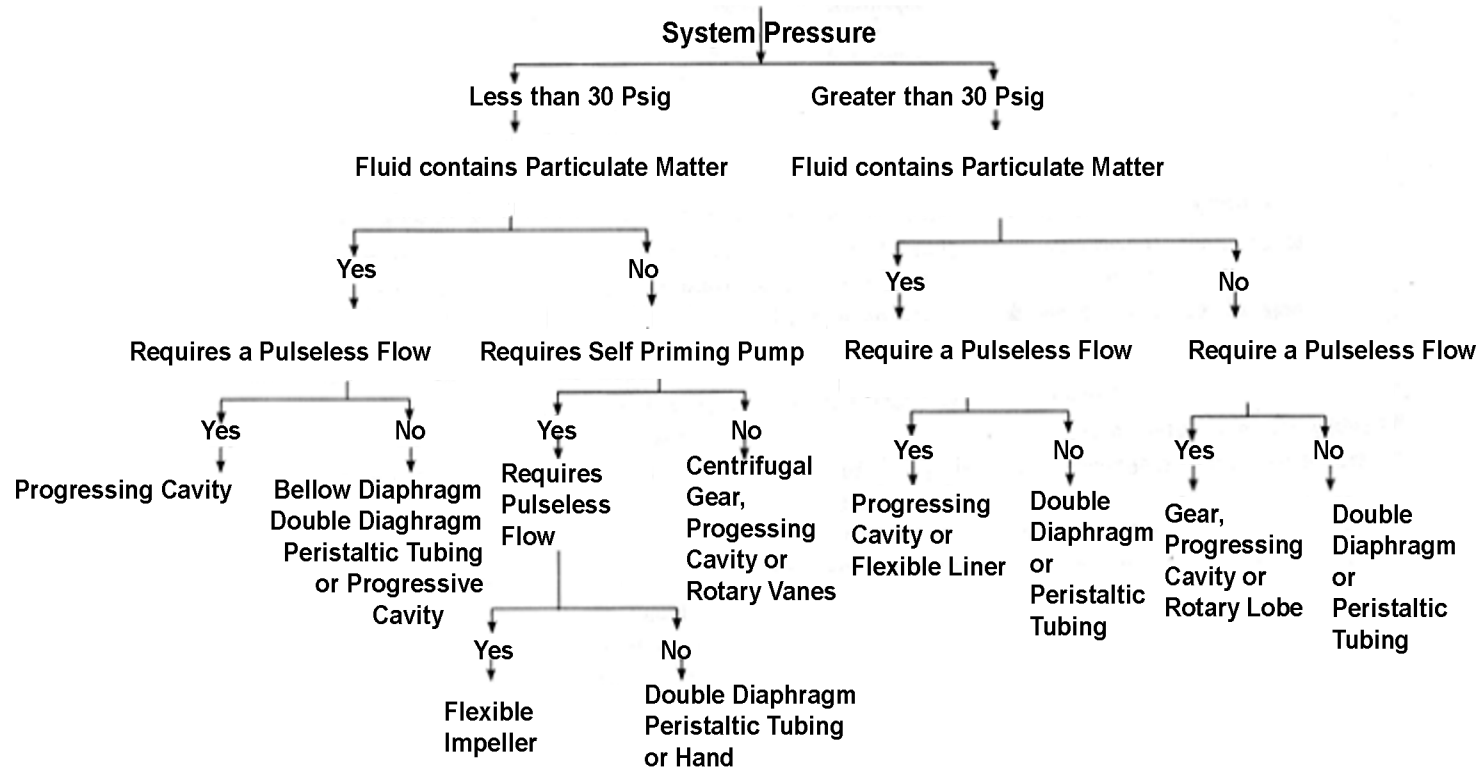 System Pressure
Less than 30 Psig
Greater than 30 Psig
Fluid contains Particulate Matter
Fluid contains Particulate Matter
Yes
No
Yes
No
Requires a Pulseless Flow
Requires Self Priming Pump
Require a Pulseless Flow
Require a Pulseless Flow
Yes
No
Yes
No
Yes
No
Yes
No
Progressing Cavity
Bellow Diaphragm
Double Diaghragm
Peristaltic Tubing
or Progressive
Cavity
Requires
Pulseless
Flow
Centrifugal
Gear,
Progessing
Cavity or
Rotary Vanes
Progressing
Cavity or
Flexible Liner
Double
Diaphragm
or
Peristaltic
Tubing
Gear,
Progressing
Cavity or
Rotary Lobe
Double
Diaphragm
or
Peristaltic
Tubing
Yes
No
Flexible
Impeller
Double Diaphragm
Peristaltic Tubing
or Hand